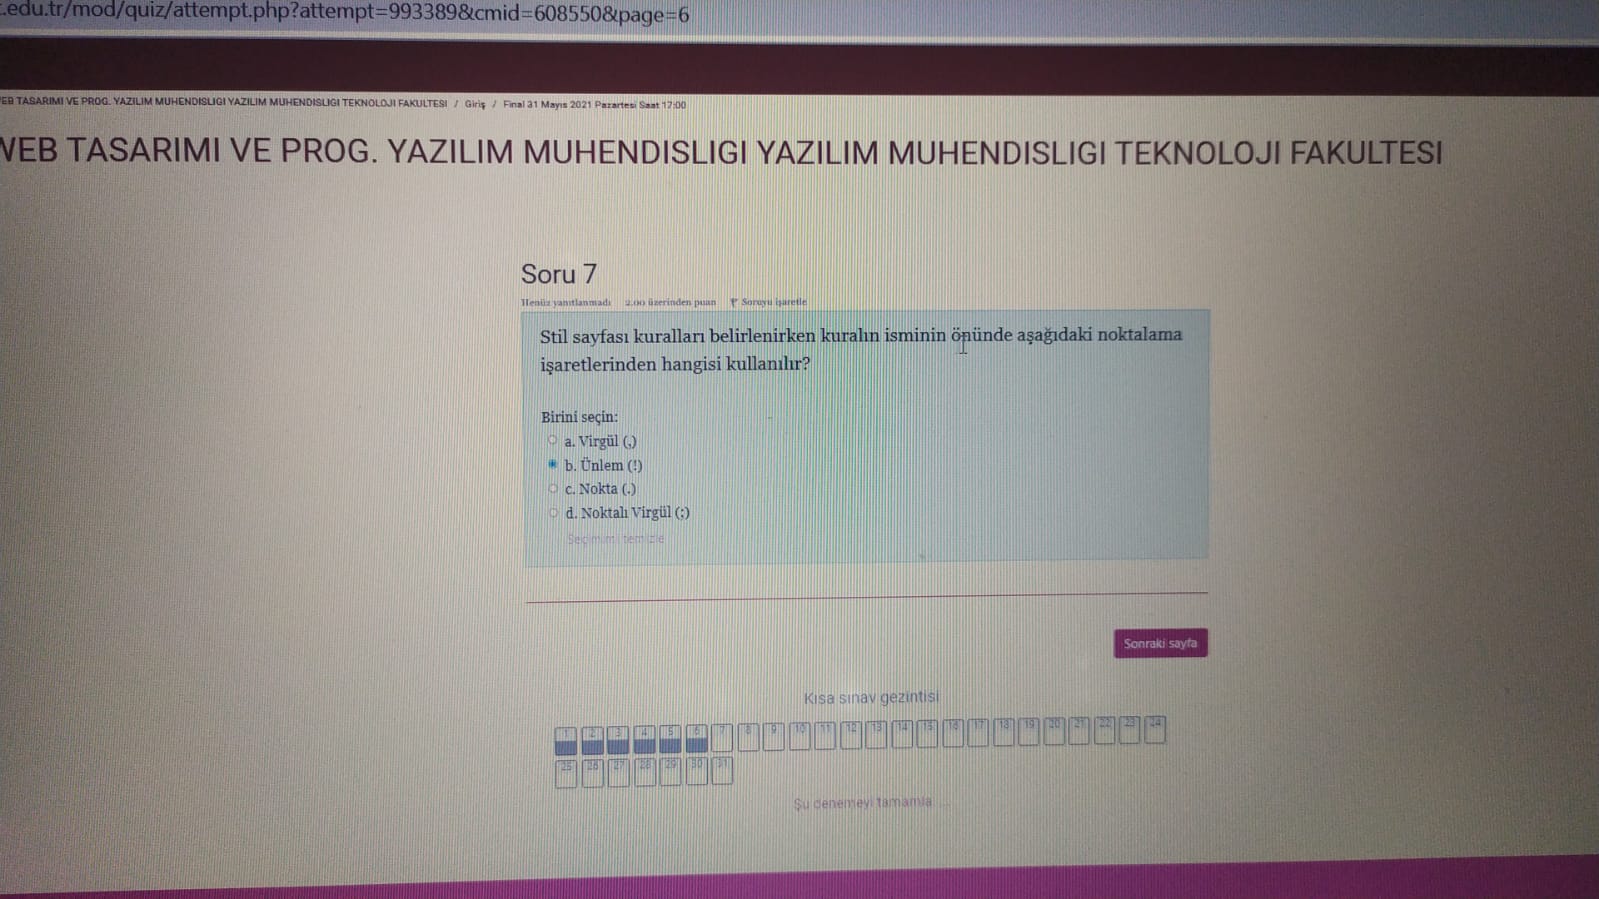 .edu.tr/mod/quiz/attempt.php?attempt=993389&cmid=608550&page=6
EB TASARIMI VE PROG. YAZILIM MUHENDISLIGI YAZILIM MUHENDISLIGI TEKNOLOJI FAKULTESI / Giriş / Final 31 Mayıs 2021 Pazartesi Saat 17:00
WEB TASARIMI VE PROG. YAZILIM MUHENDISLIGI YAZILIM MUHENDISLIGI TEKNOLOJI FAKULTESI
Soru 7
Henüz yanıtlanmadı 2.00 üzerinden puan Soruyu işaretle
Stil sayfası kuralları belirlenirken kuralın isminin önünde aşağıdaki noktalama
işaretlerinden hangisi kullanılır?
Birini seçin:
a. Virgül (,)
b. Ünlem (!)
c. Nokta (.)
d. Noktalı Virgül (;)
Seçimimi temizle
Sonraki sayfa
Kısa sınav gezintisi
1 2 3 4 5 6 7 8 9 10 11 12 13 14 15 16 17 18 19 20 21 22 23 24
25 26 27 28 29 30 31
Şu denemeyi tamamla ...